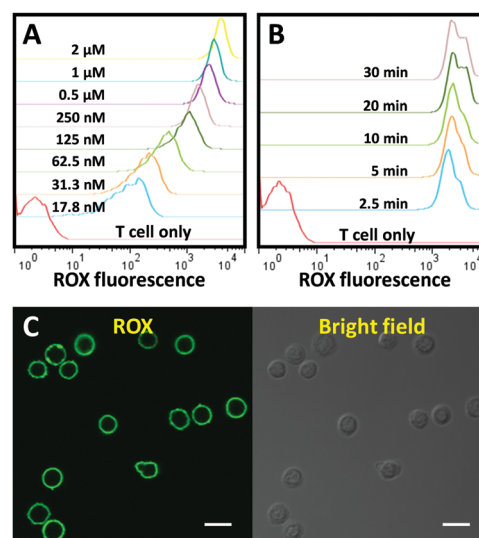 A
2 µM
1 µM
0.5 µM
250 nM
125 nM
62.5 nM
31.3 nM
17.8 nM
T cell only
10⁰ 10¹ 10² 10³ 10⁴
ROX fluorescence
B
30 min
20 min
10 min
5 min
2.5 min
T cell only
10⁰ 10¹ 10² 10³ 10⁴
ROX fluorescence
C
ROX
Bright field